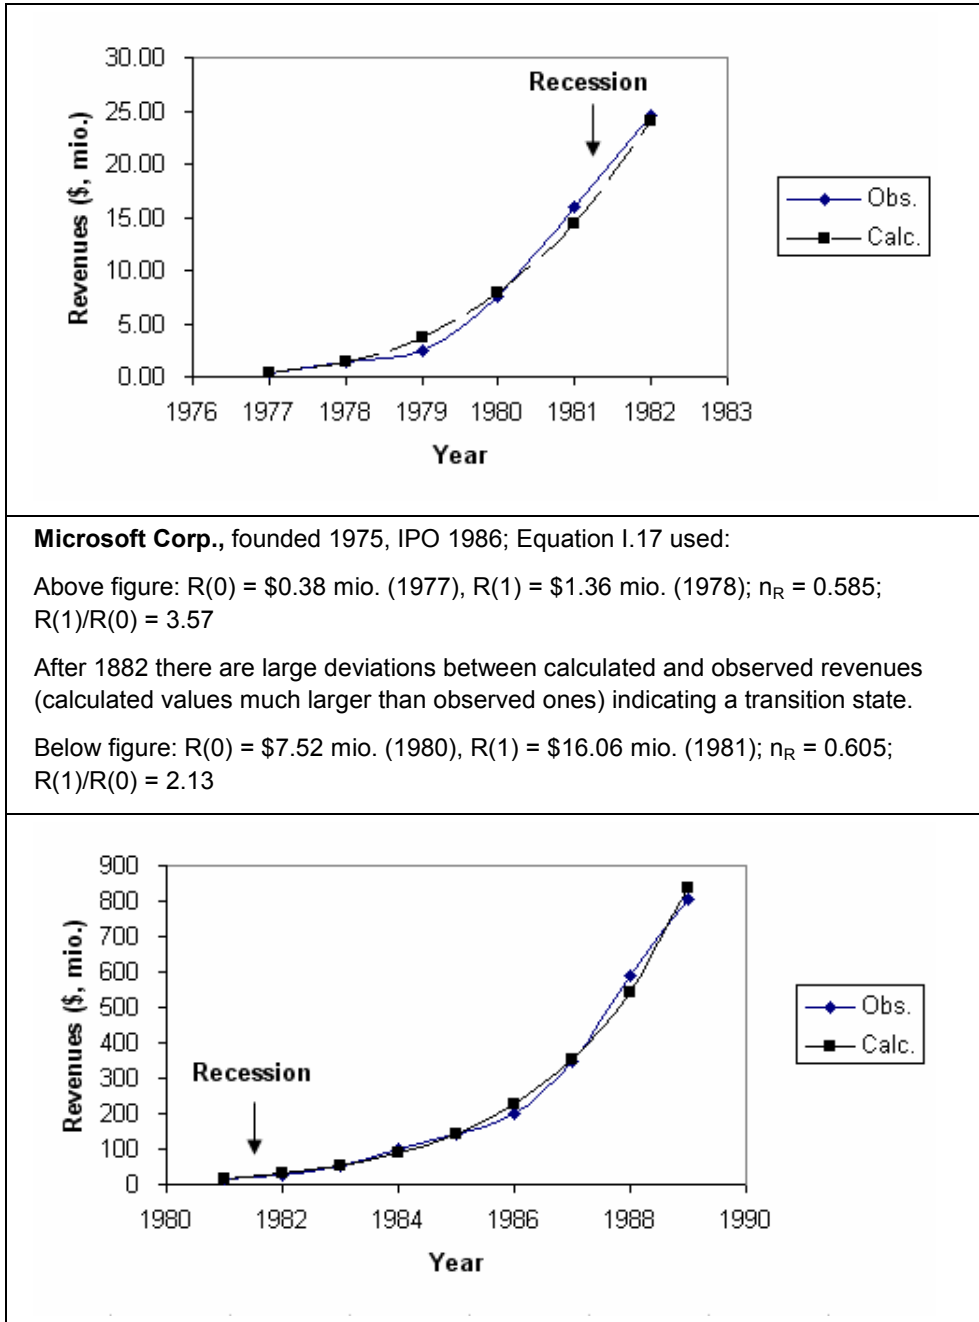 30.00
25.00
20.00
15.00
10.00
5.00
0.00
Revenues ($, mio.)
Recession
Obs.
Calc.
1976 1977 1978 1979 1980 1981 1982 1983
Year
Microsoft Corp., founded 1975, IPO 1986; Equation I.17 used:
Above figure: R(0) = $0.38 mio. (1977), R(1) = $1.36 mio. (1978); nR = 0.585;
R(1)/R(0) = 3.57
After 1882 there are large deviations between calculated and observed revenues
(calculated values much larger than observed ones) indicating a transition state.
Below figure: R(0) = $7.52 mio. (1980), R(1) = $16.06 mio. (1981); nR = 0.605;
R(1)/R(0) = 2.13
900
800
700
600
500
400
300
200
100
0
Revenues ($, mio.)
Recession
Obs.
Calc.
1980 1982 1984 1986 1988 1990
Year